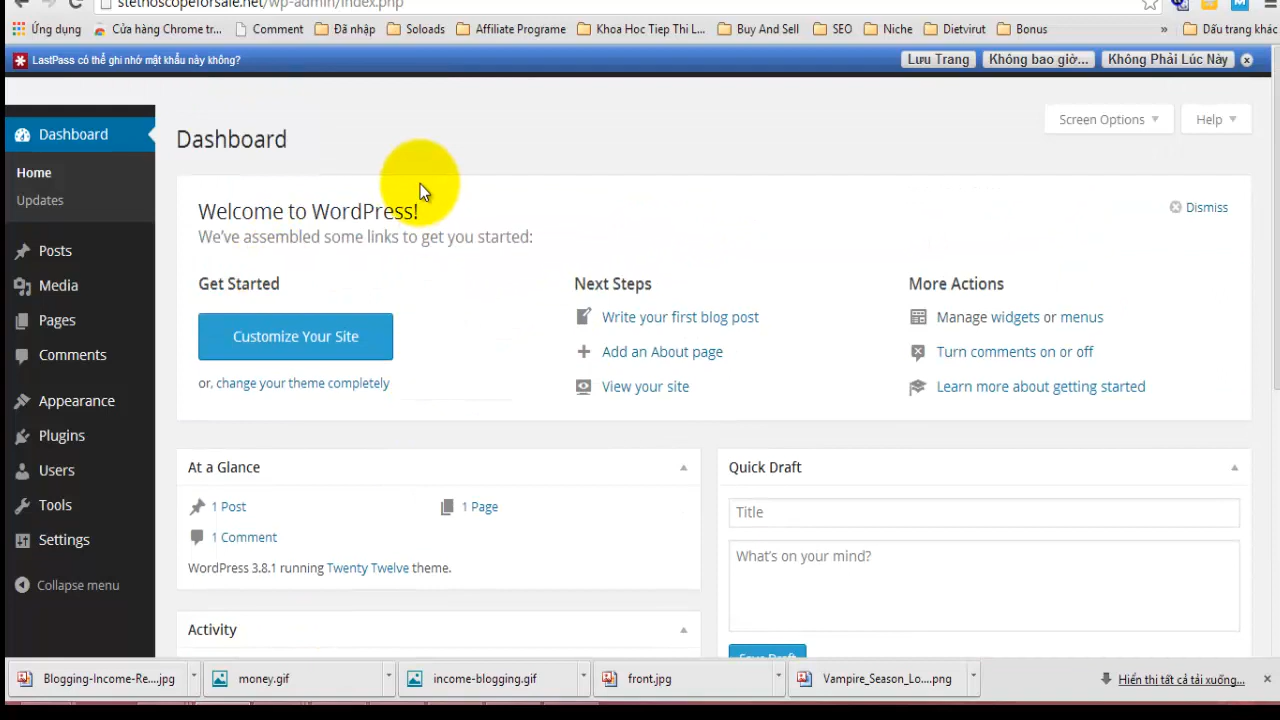 stethoscopeforsale.net/wp-admin/index.php
Ứng dụng
Cửa hàng Chrome tr...
Comment
Đã nhập
Soloads
Affiliate Programe
Khoa Hoc Tiep Thi L...
Buy And Sell
SEO
Niche
Dietvirut
Bonus
»
Dấu trang khác
LastPass có thể ghi nhớ mật khẩu này không?
Lưu Trang
Không bao giờ...
Không Phải Lúc Này
Dashboard
Home
Updates
Posts
Media
Pages
Comments
Appearance
Plugins
Users
Tools
Settings
Collapse menu
Screen Options
Help
Dashboard
Welcome to WordPress!
We've assembled some links to get you started:
Dismiss
Get Started
Customize Your Site
or, change your theme completely
Next Steps
Write your first blog post
Add an About page
View your site
More Actions
Manage widgets or menus
Turn comments on or off
Learn more about getting started
At a Glance
1 Post
1 Page
1 Comment
WordPress 3.8.1 running Twenty Twelve theme.
Activity
Quick Draft
Title
What's on your mind?
Save Draft
Blogging-Income-Re....jpg
money.gif
income-blogging.gif
front.jpg
Vampire_Season_Lo....png
Hiển thị tất cả tải xuống...